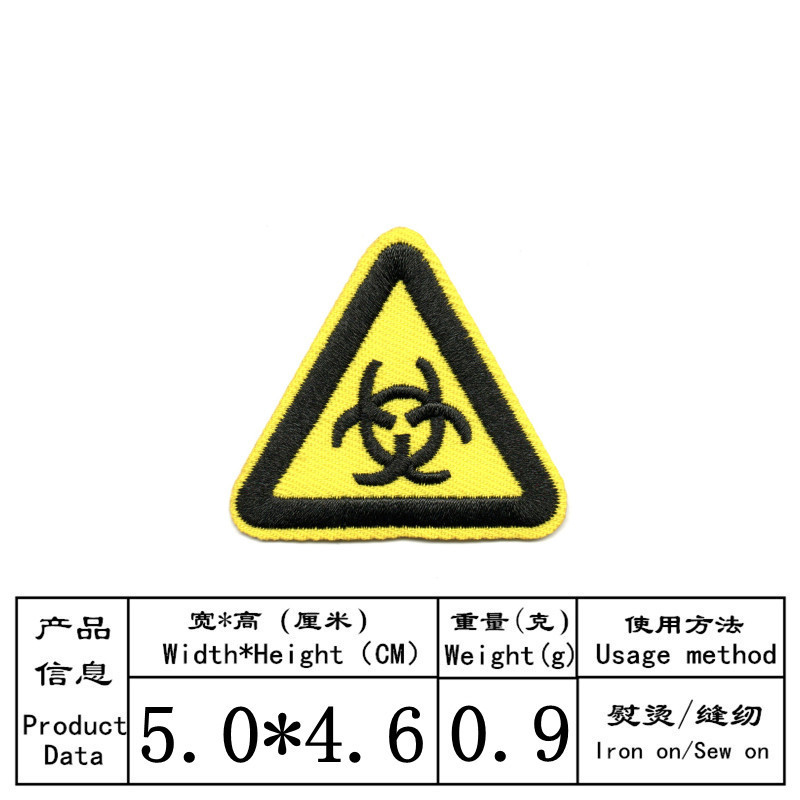 产品
信息
Product
Data
宽*高 (厘米)
Width*Height (CM)
重量(克)
Weight(g)
使用方法
Usage method
5.0*4.6
0.9
熨烫/缝纫
Iron on/Sew on